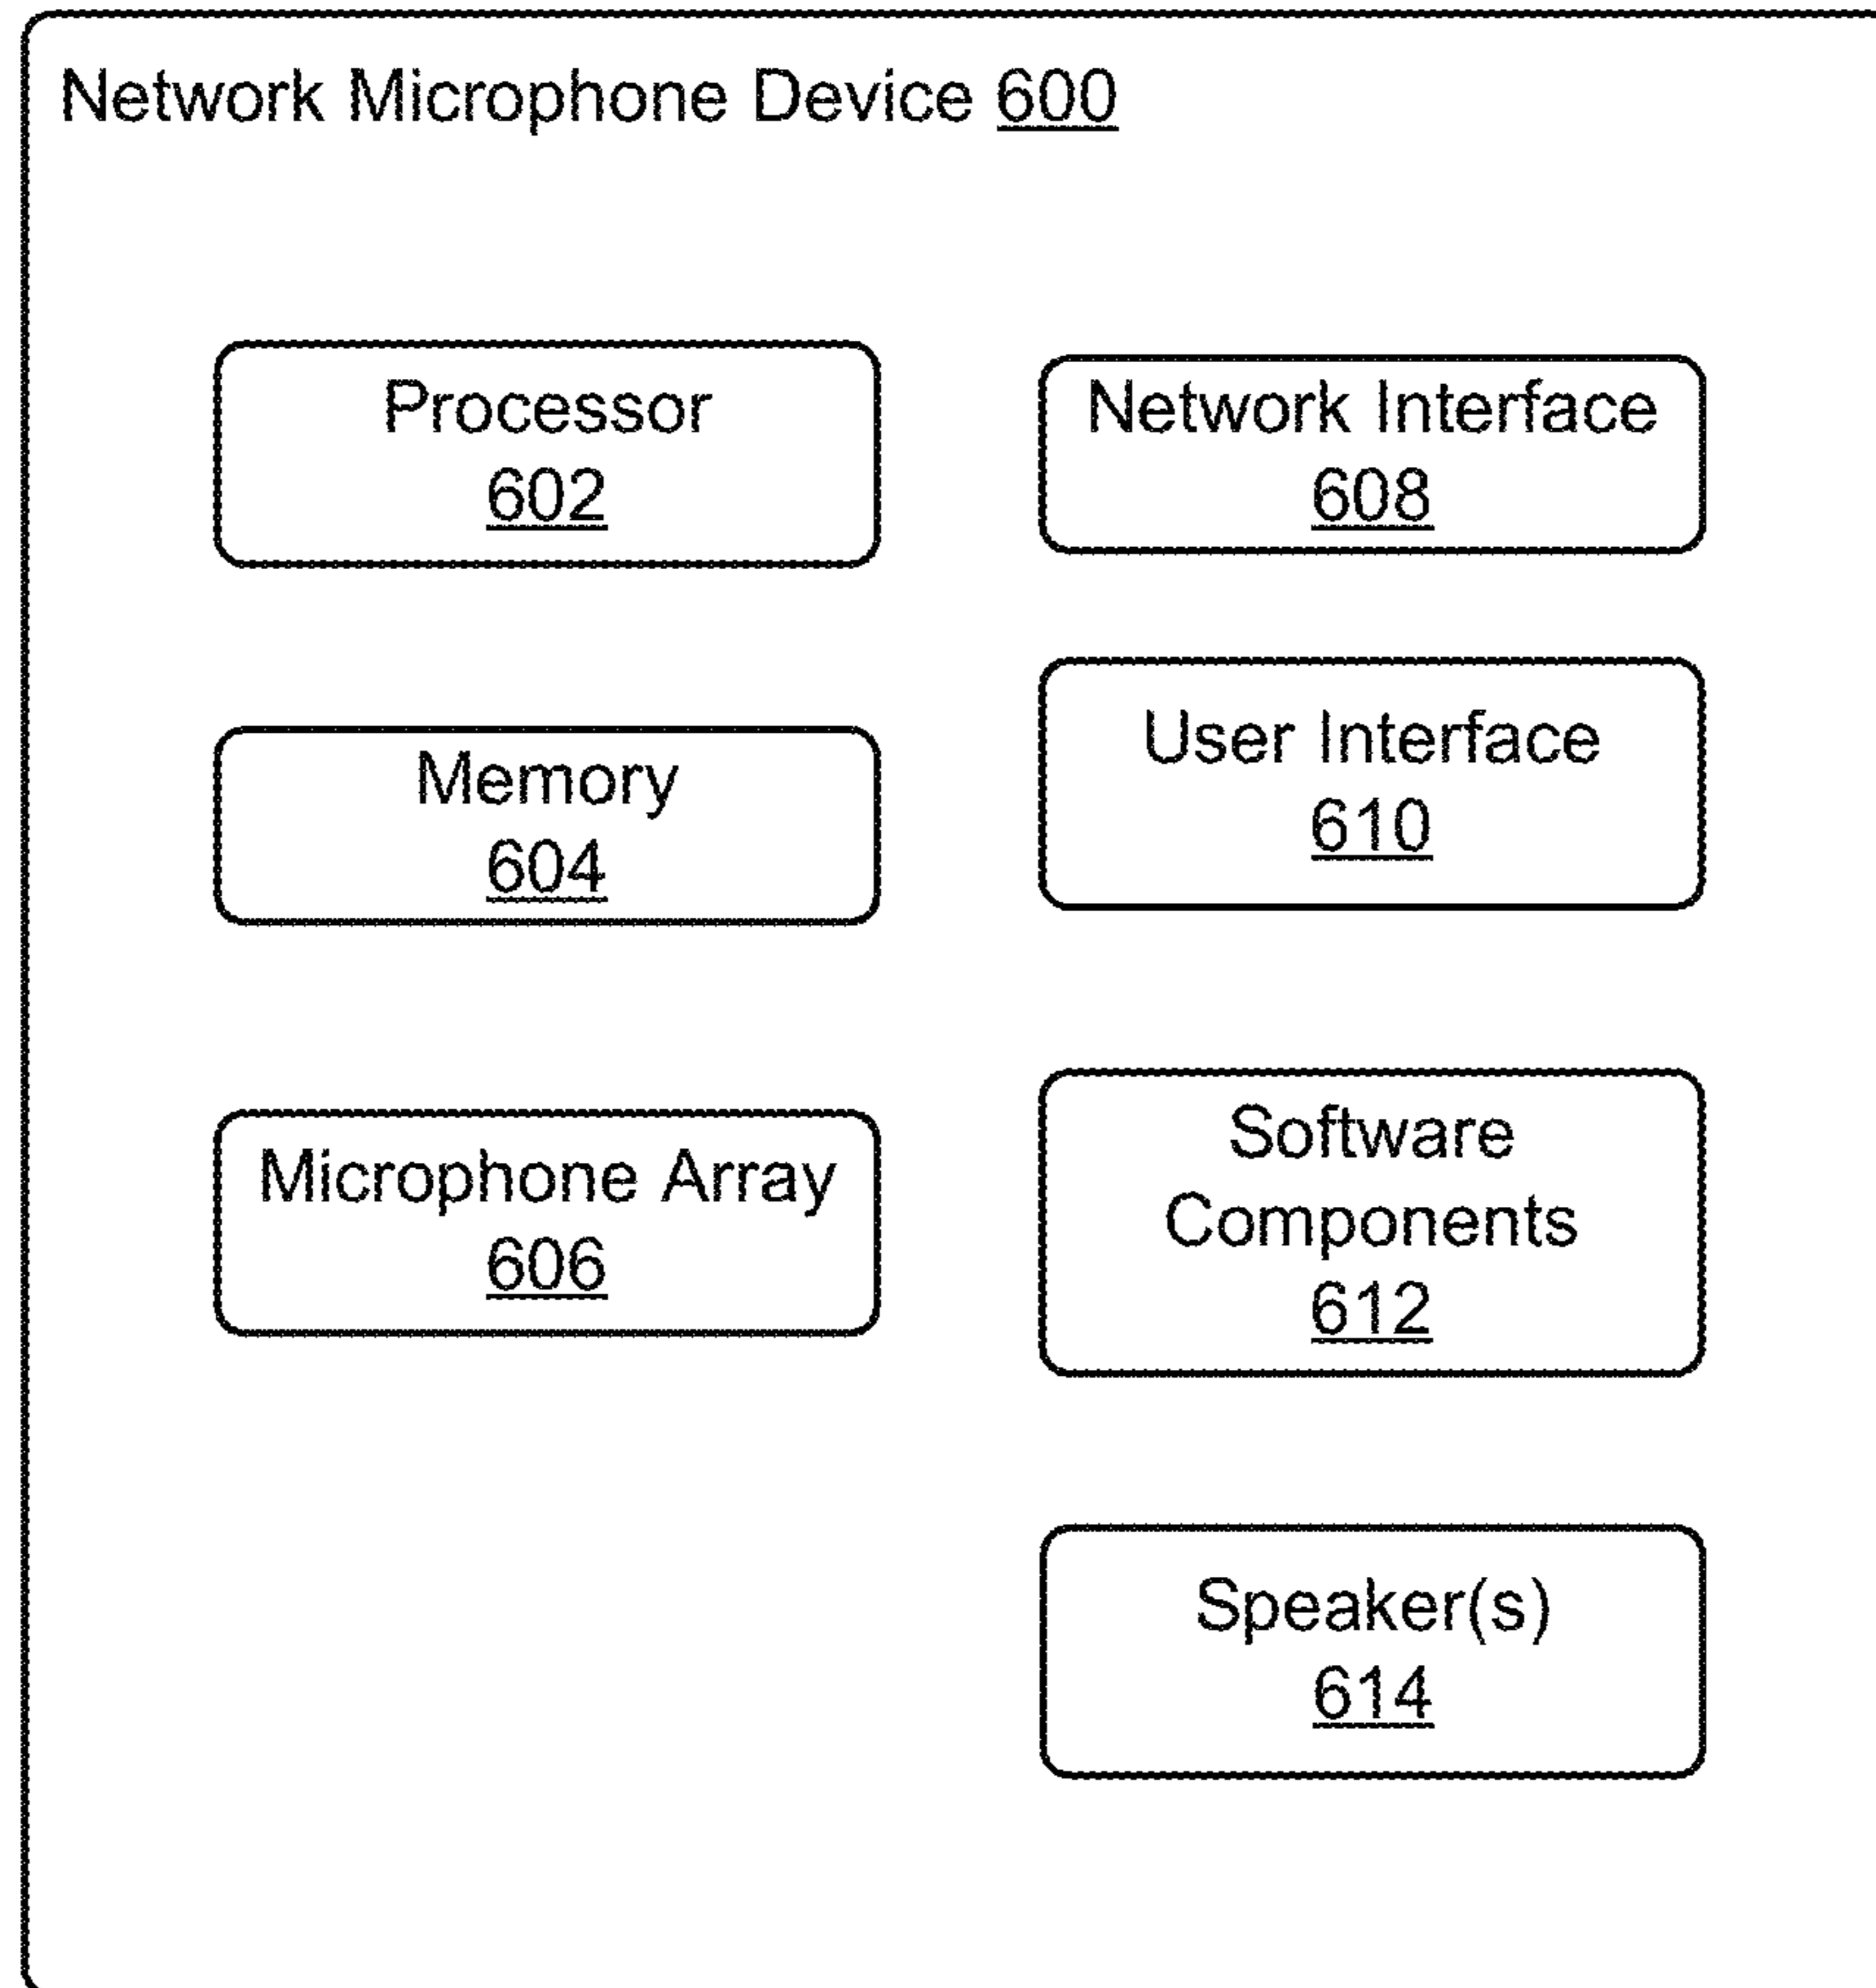 Network Microphone Device 600
Processor
602
Memory
604
Microphone Array
606
Network Interface
608
User Interface
610
Software
Components
612
Speaker(s)
614